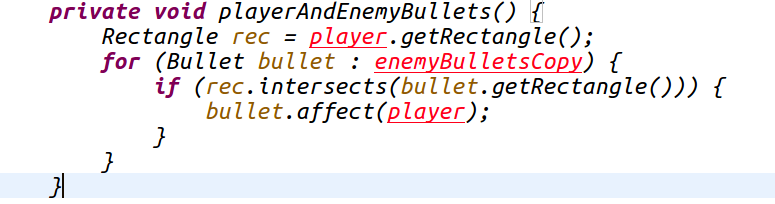 private void playerAndEnemyBullets() {
Rectangle rec = player.getRectangle();
for (Bullet bullet : enemyBulletsCopy) {
if (rec.intersects(bullet.getRectangle())) {
bullet.affect(player);
}
}
}